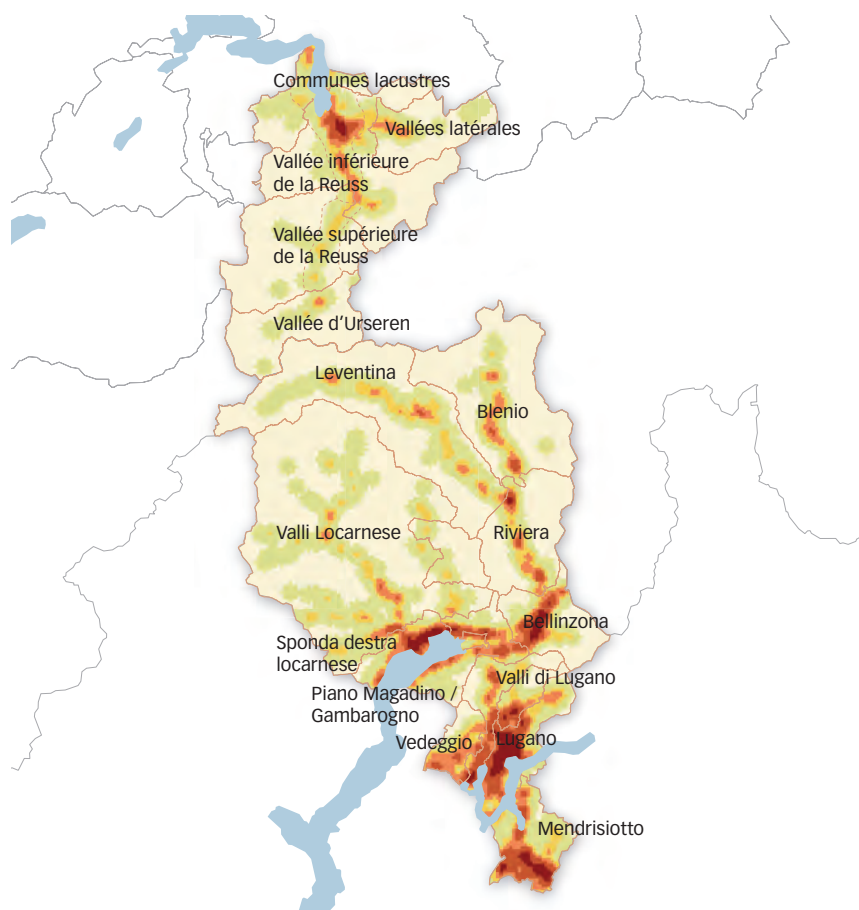 Communes lacustres
Vallées latérales
Vallée inférieure
de la Reuss
Vallée supérieure
de la Reuss
Vallée d'Urseren
Leventina
Blenio
Valli Locarnese
Riviera
Bellinzona
Sponda destra
locarnese
Valli di Lugano
Piano Magadino /
Gambarogno
Vedeggio
Lugano
Mendrisiotto